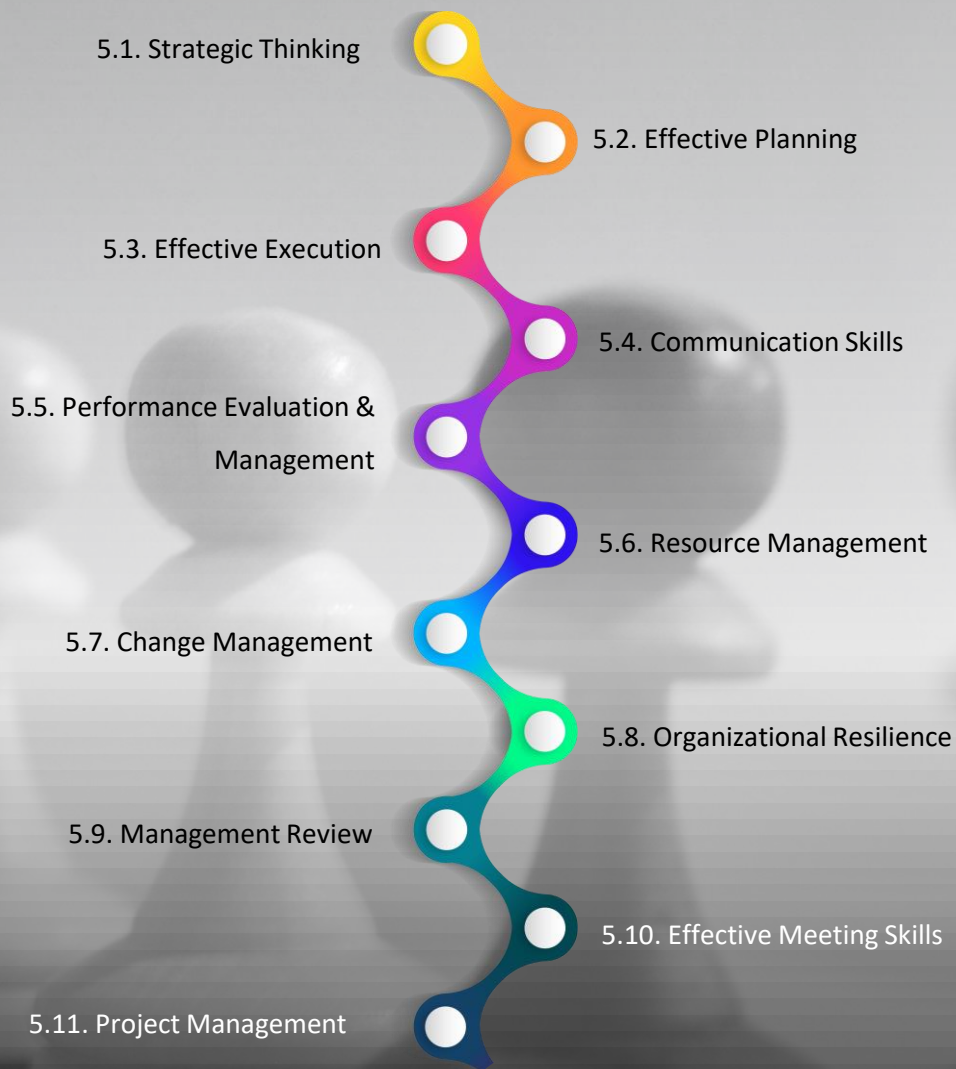 5.1. Strategic Thinking
5.2. Effective Planning
5.3. Effective Execution
5.4. Communication Skills
5.5. Performance Evaluation &
Management
5.6. Resource Management
5.7. Change Management
5.8. Organizational Resilience
5.9. Management Review
5.10. Effective Meeting Skills
5.11. Project Management